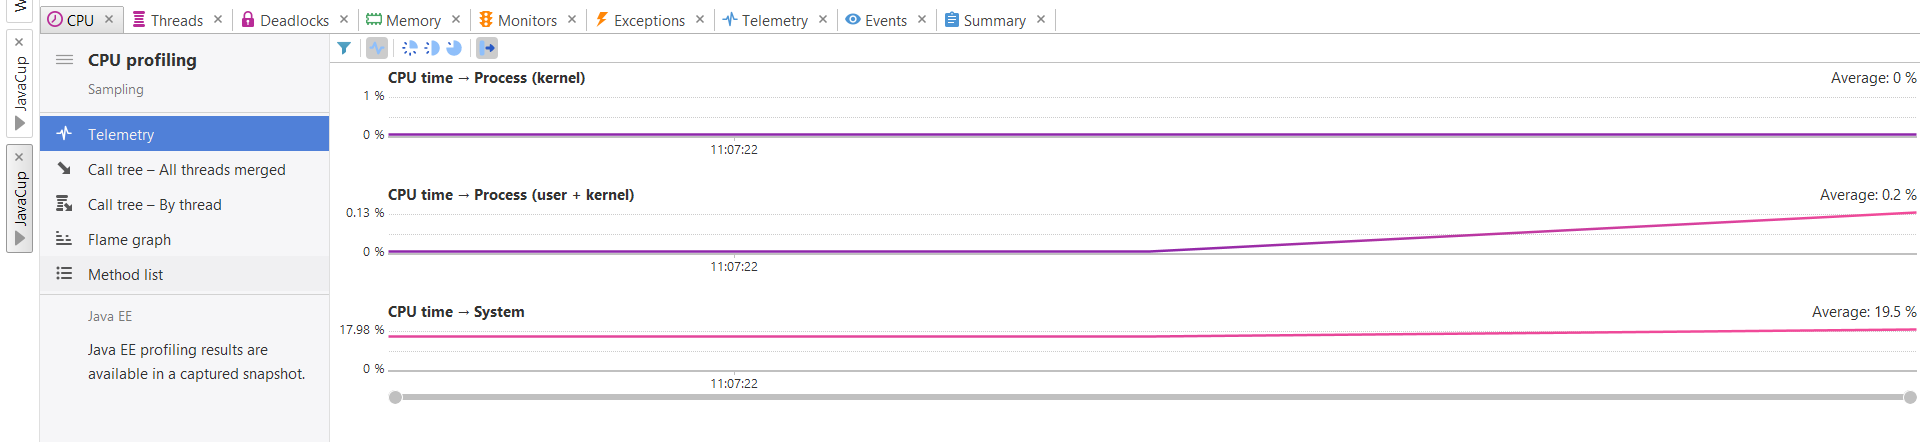 CPU Threads Deadlocks Memory Monitors Exceptions Telemetry Events Summary
JavaCup
JavaCup
CPU profiling
Sampling
Telemetry
Call tree – All threads merged
Call tree – By thread
Flame graph
Method list
Java EE
Java EE profiling results are
available in a captured snapshot.
CPU time → Process (kernel) Average: 0 %
1 %
0 %
11:07:22
CPU time → Process (user + kernel) Average: 0.2 %
0.13 %
0 %
11:07:22
CPU time → System Average: 19.5 %
17.98 %
0 %
11:07:22